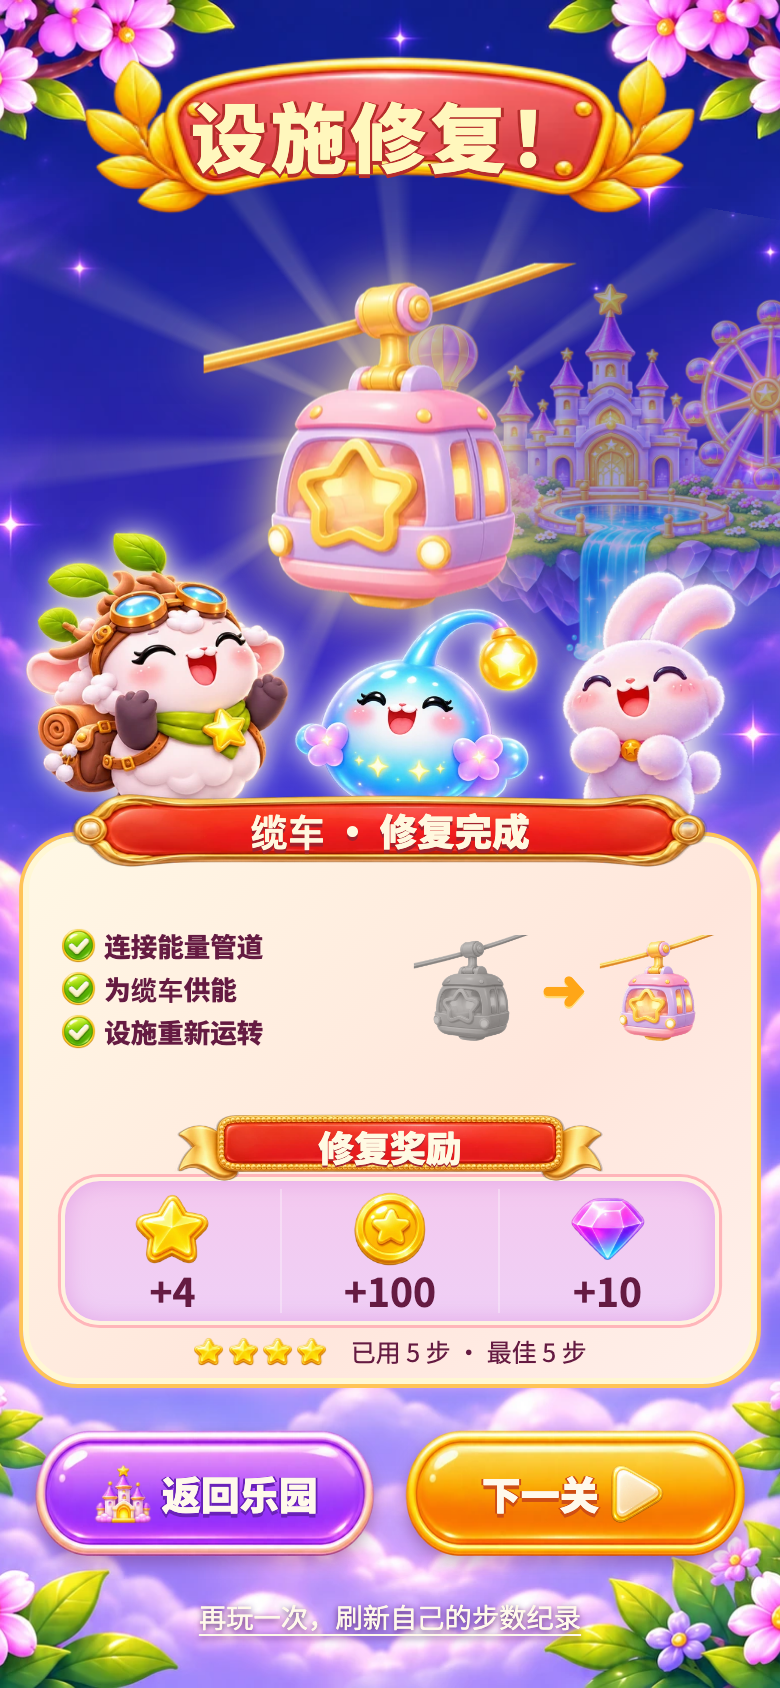 设施修复！
缆车 • 修复完成
连接能量管道
为缆车供能
设施重新运转
修复奖励
+4
+100
+10
已用 5 步 • 最佳 5 步
返回乐园
下一关
再玩一次，刷新自己的步数纪录